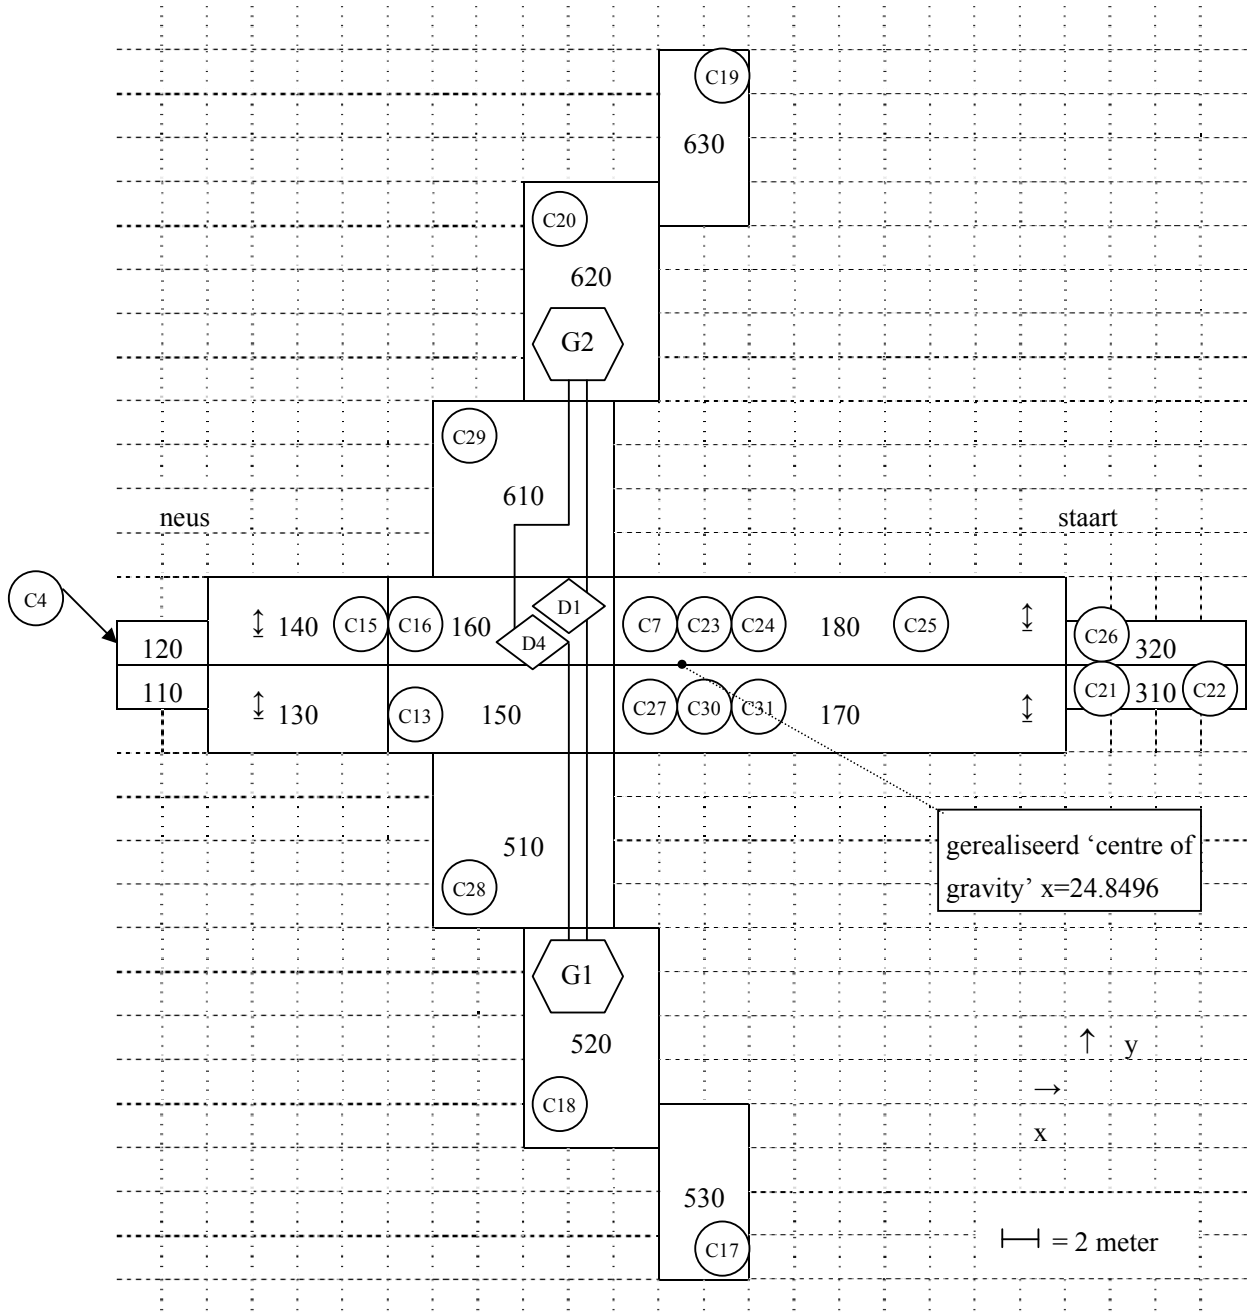 C19
630
C20
620
G2
C29
610
neus
staart
C4
D1
120
140
C15
C16
160
D4
C7
C23
C24
180
C25
C26
320
110
130
C13
150
C27
C30
C31
170
C21
310
C22
510
C28
gerealiseerd ‘centre of
gravity’ x=24.8496
G1
520
C18
↑ y
→
x
530
C17
= 2 meter